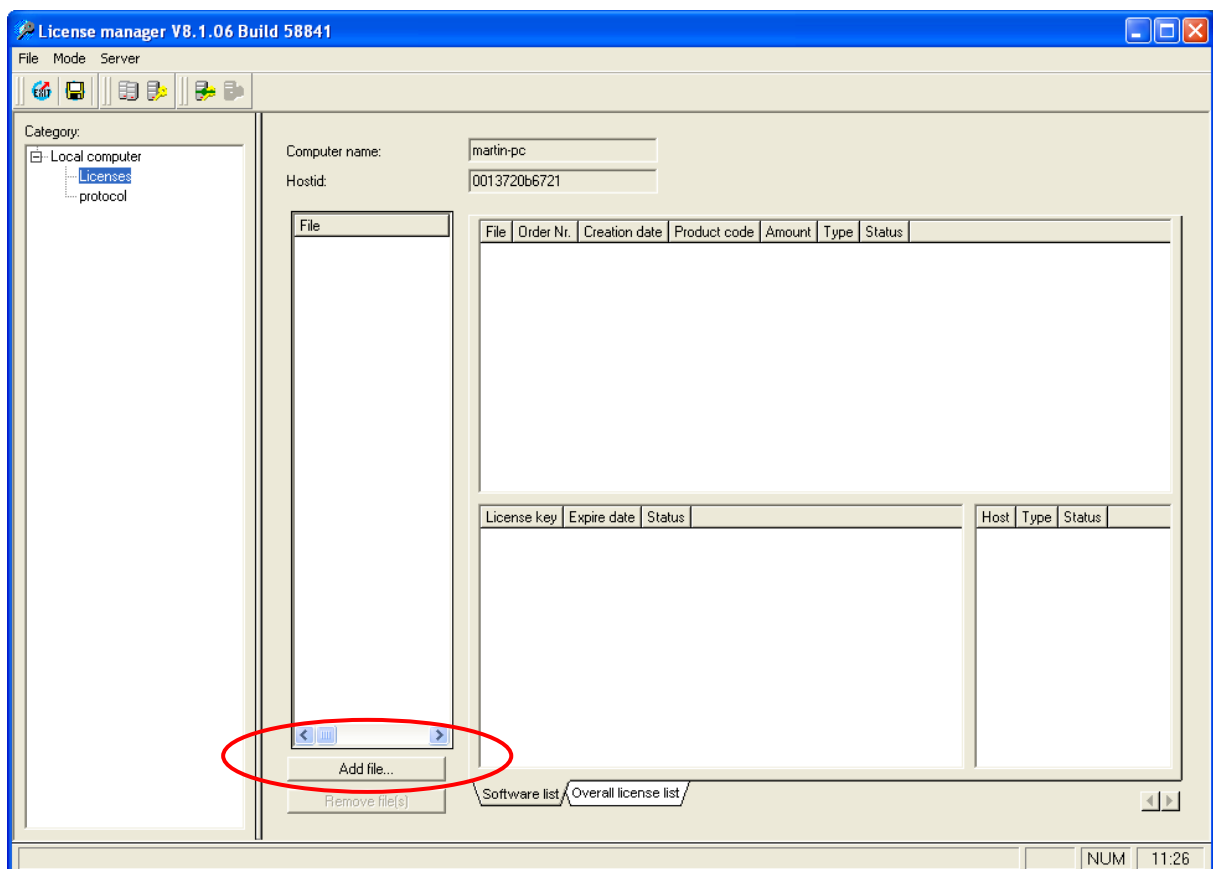 License manager V8.1.06 Build 58841
File Mode Server
EXIT
Category:
Local computer
Licenses
protocol
Computer name: martin-pc
Hostid: 0013720b6721
File
File Order Nr. Creation date Product code Amount Type Status
License key Expire date Status
Host Type Status
Add file...
Remove file(s)
Software list Overall license list
NUM 11:26